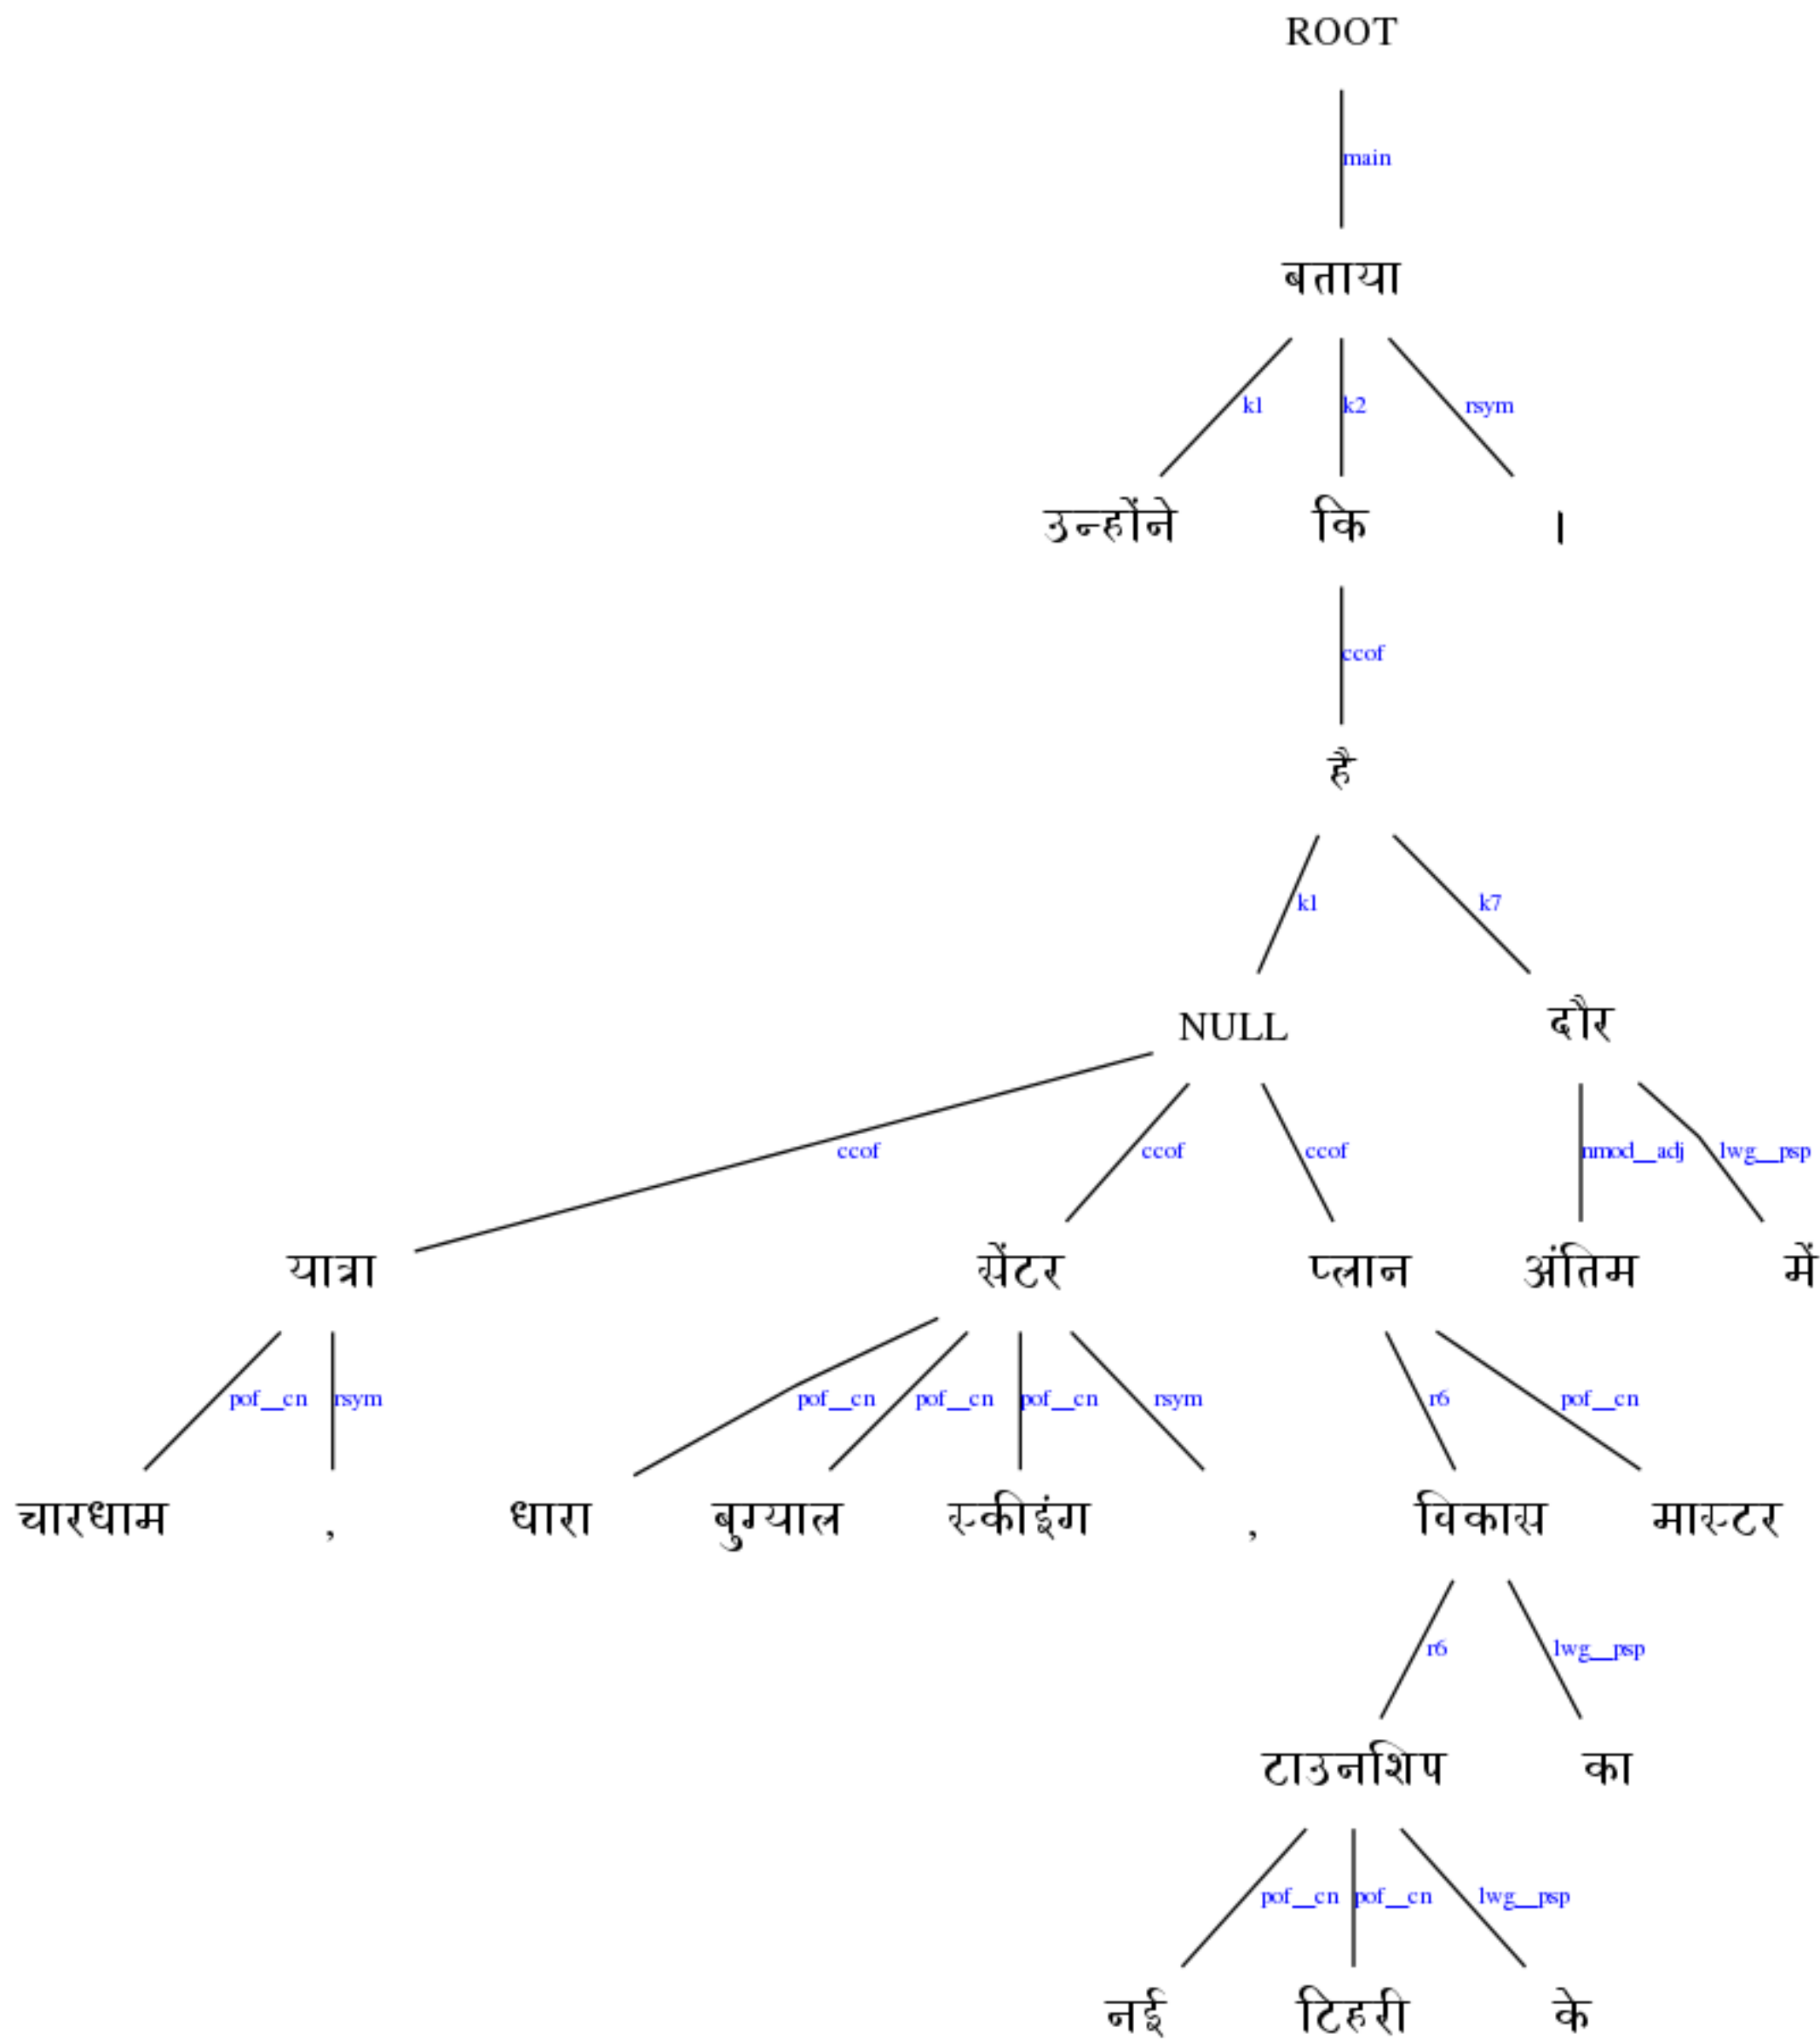 ROOT
main
बताया
k1 k2 rsym
उन्होंने कि ।
ccof
है
k1 k7
NULL दौर
ccof ccof ccof nmod__adj lwg__psp
यात्रा सेंटर प्लान अंतिम में
pof__cn rsym pof__cn pof__cn pof__cn rsym r6 pof__cn
चारधाम , धारा बुग्याल स्कीइंग , विकास मास्टर
r6 lwg__psp
टाउनशिप का
pof__cn pof__cn lwg__psp
नई टिहरी के